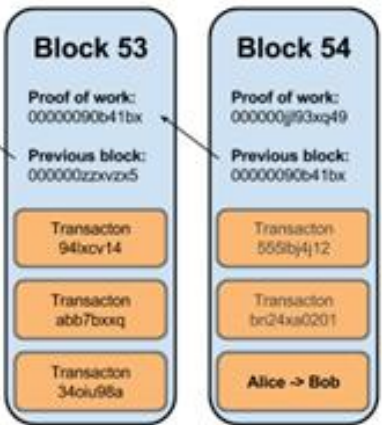 Block 53
Proof of work:
00000090b41bx
Previous block:
000000zzxvzx5
Transacton
94lxcv14
Transacton
abb7bxxq
Transacton
34oiu98a
Block 54
Proof of work:
000000jjl93xq49
Previous block:
00000090b41bx
Transacton
555lbj4j12
Transacton
bn24xa0201
Alice -> Bob